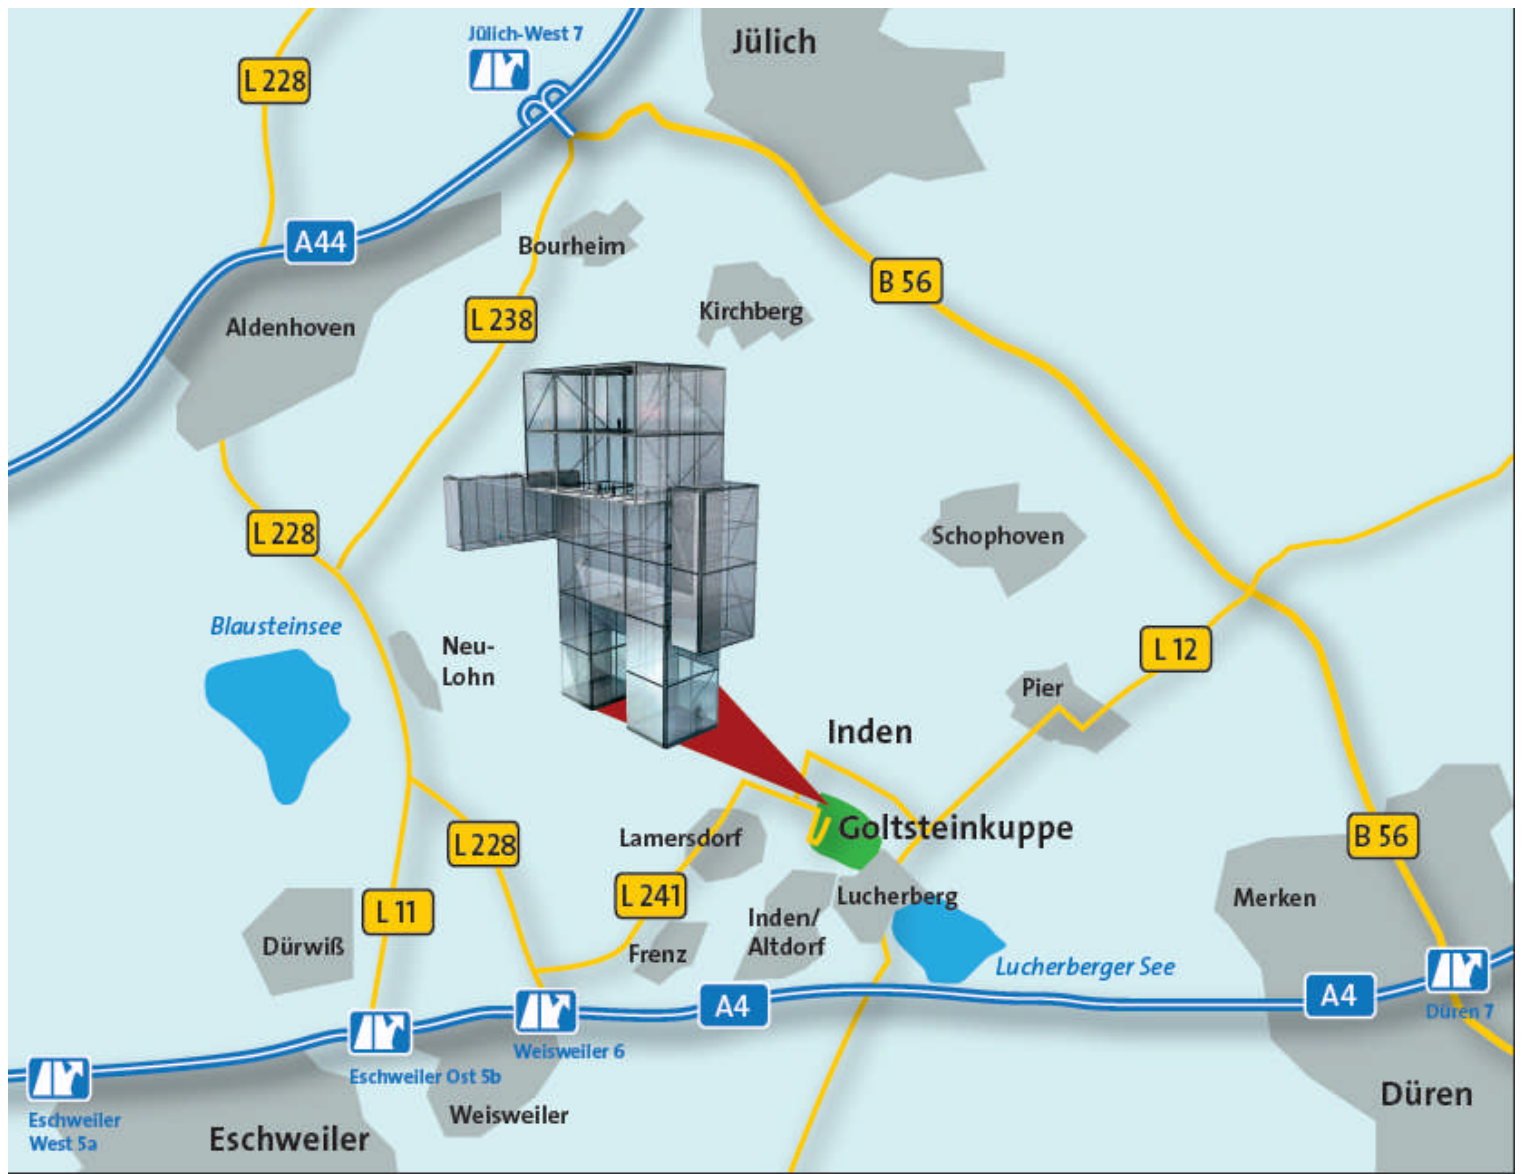 Jülich-West 7
Jülich
L 228
A44
Bourheim
B 56
Kirchberg
L 238
Aldenhoven
L 228
Schophoven
Blausteinsee
Neu-
Lohn
L 12
Pier
Inden
Goltsteinkuppe
Lamersdorf
L 228
B 56
L 241
Lucherberg
Merken
L 11
Inden/
Altdorf
Dürwiß
Frenz
Lucherberger See
A4
A4
Düren 7
Weisweiler 6
Eschweiler Ost 5b
Düren
Eschweiler
West 5a
Weisweiler
Eschweiler